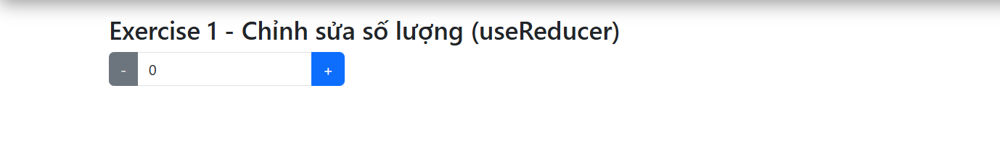 Exercise 1 - Chỉnh sửa số lượng (useReducer)
- 0 +